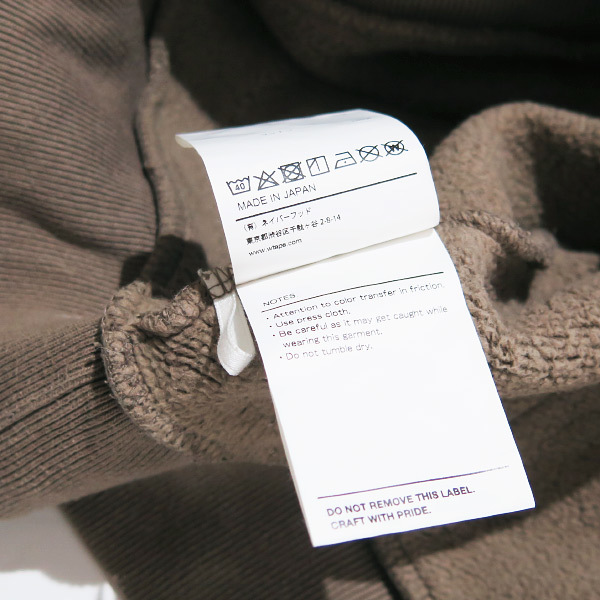 40
W
MADE IN JAPAN
(有) ネイバーフッド
東京都渋谷区千駄ヶ谷 2-8-14
www.wtaps.com
NOTES
• Attention to color transfer in friction.
• Use press cloth.
• Be careful as it may get caught while
wearing this garment.
• Do not tumble dry.
DO NOT REMOVE THIS LABEL.
CRAFT WITH PRIDE.